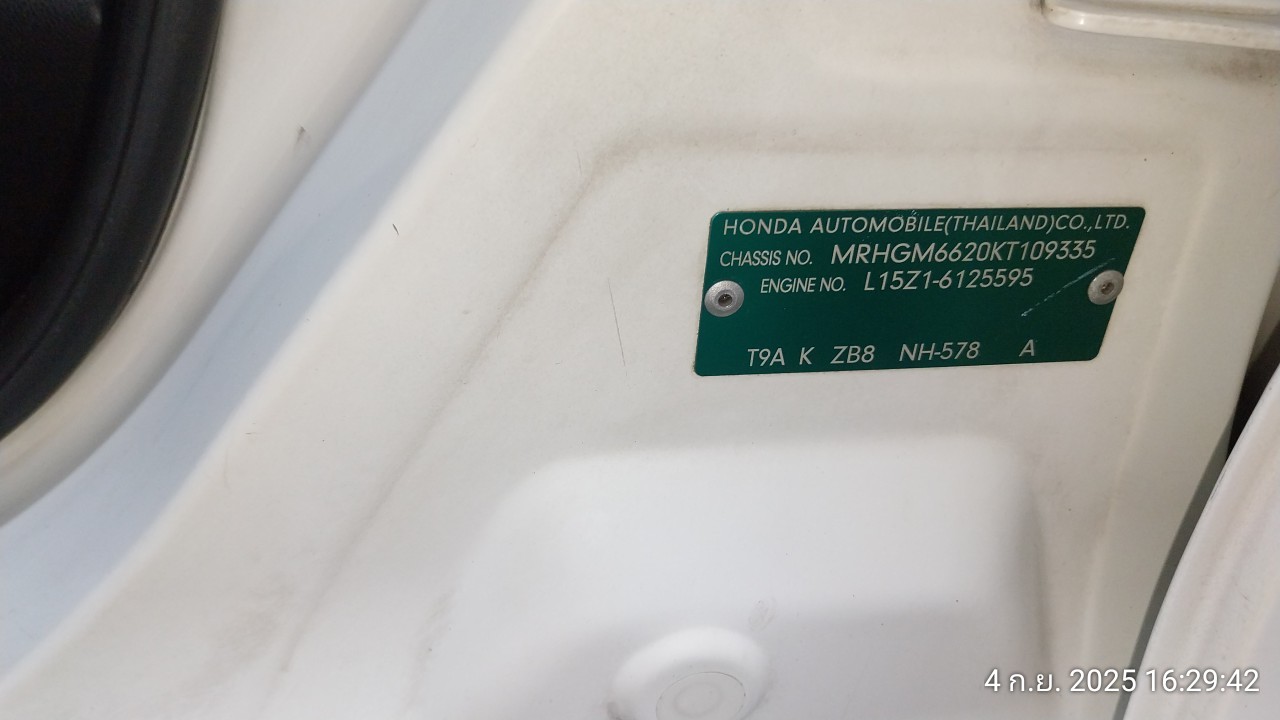 HONDA AUTOMOBILE(THAILAND)CO.,LTD.
CHASSIS NO. MRHGM6620KT109335
ENGINE NO. L15Z1-6125595
T9A K ZB8 NH-578 A
4 ก.ย. 2025 16:29:42